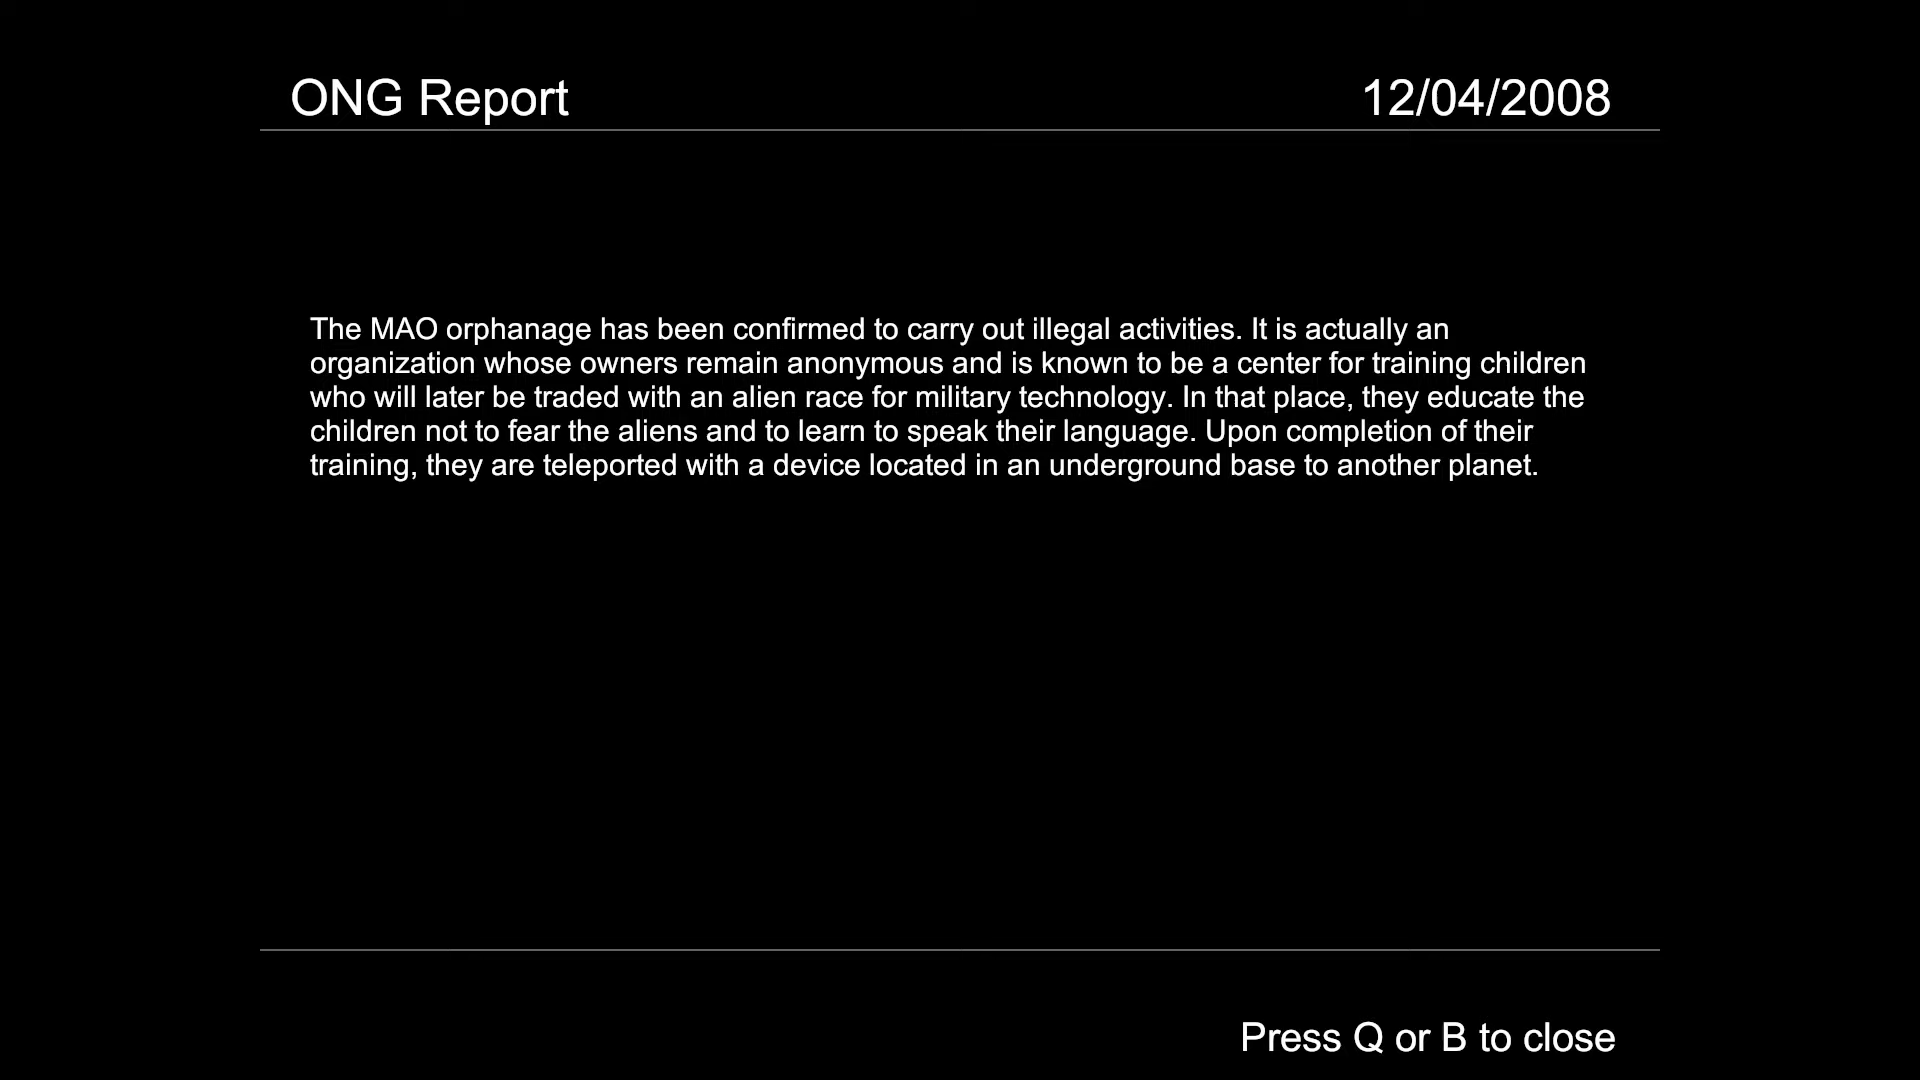 ONG Report
12/04/2008
The MAO orphanage has been confirmed to carry out illegal activities. It is actually an
organization whose owners remain anonymous and is known to be a center for training children
who will later be traded with an alien race for military technology. In that place, they educate the
children not to fear the aliens and to learn to speak their language. Upon completion of their
training, they are teleported with a device located in an underground base to another planet.
Press Q or B to close